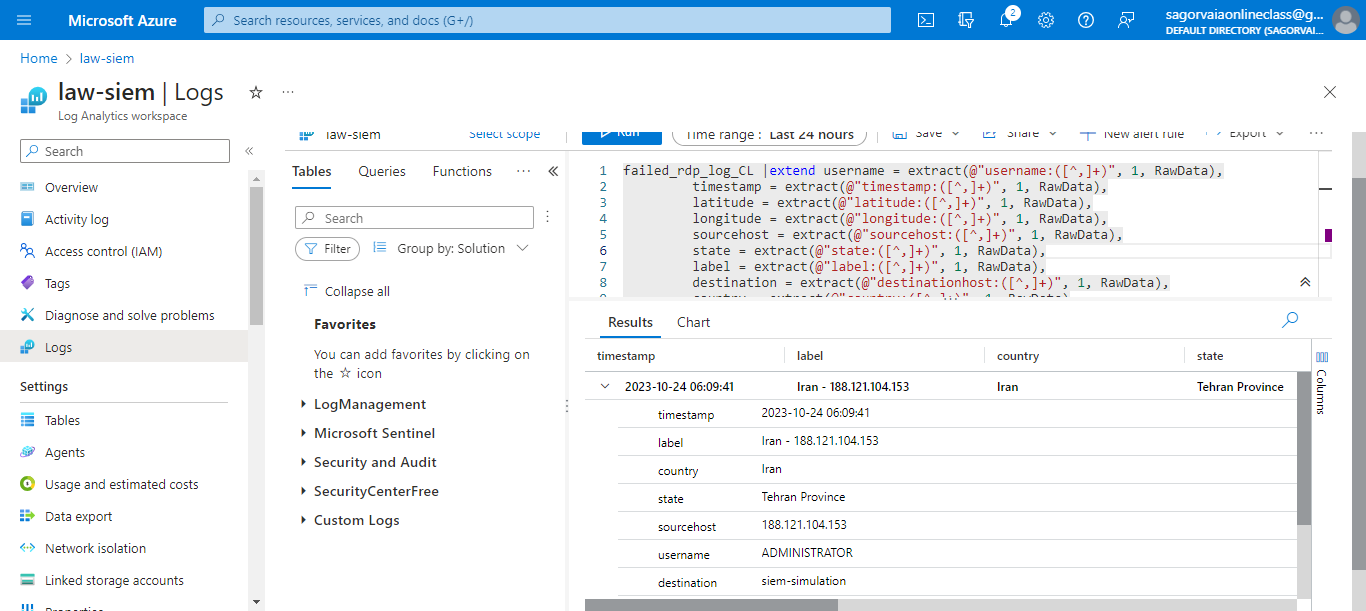 Microsoft Azure
Search resources, services, and docs (G+/)
2
sagorvaiaonlineclass@g...
DEFAULT DIRECTORY (SAGORVAI...
Home > law-siem
law-siem | Logs
Log Analytics workspace
Search
Overview
Activity log
Access control (IAM)
Tags
Diagnose and solve problems
Logs
Settings
Tables
Agents
Usage and estimated costs
Data export
Network isolation
Linked storage accounts
Properties
law-siem
Select scope
Run
Time range : Last 24 hours
Save
Share
New alert rule
Export
Tables
Queries
Functions
Search
Filter
Group by: Solution
Collapse all
Favorites
You can add favorites by clicking on
the ☆ icon
LogManagement
Microsoft Sentinel
Security and Audit
SecurityCenterFree
Custom Logs
1 failed_rdp_log_CL |extend username = extract(@"username:([^,]+)", 1, RawData),
2 timestamp = extract(@"timestamp:([^,]+)", 1, RawData),
3 latitude = extract(@"latitude:([^,]+)", 1, RawData),
4 longitude = extract(@"longitude:([^,]+)", 1, RawData),
5 sourcehost = extract(@"sourcehost:([^,]+)", 1, RawData),
6 state = extract(@"state:([^,]+)", 1, RawData),
7 label = extract(@"label:([^,]+)", 1, RawData),
8 destination = extract(@"destinationhost:([^,]+)", 1, RawData),
9 country = extract(@"country:([^,]+)", 1, RawData)
Results
Chart
timestamp label country state
2023-10-24 06:09:41 Iran - 188.121.104.153 Iran Tehran Province
timestamp 2023-10-24 06:09:41
label Iran - 188.121.104.153
country Iran
state Tehran Province
sourcehost 188.121.104.153
username ADMINISTRATOR
destination siem-simulation
Columns